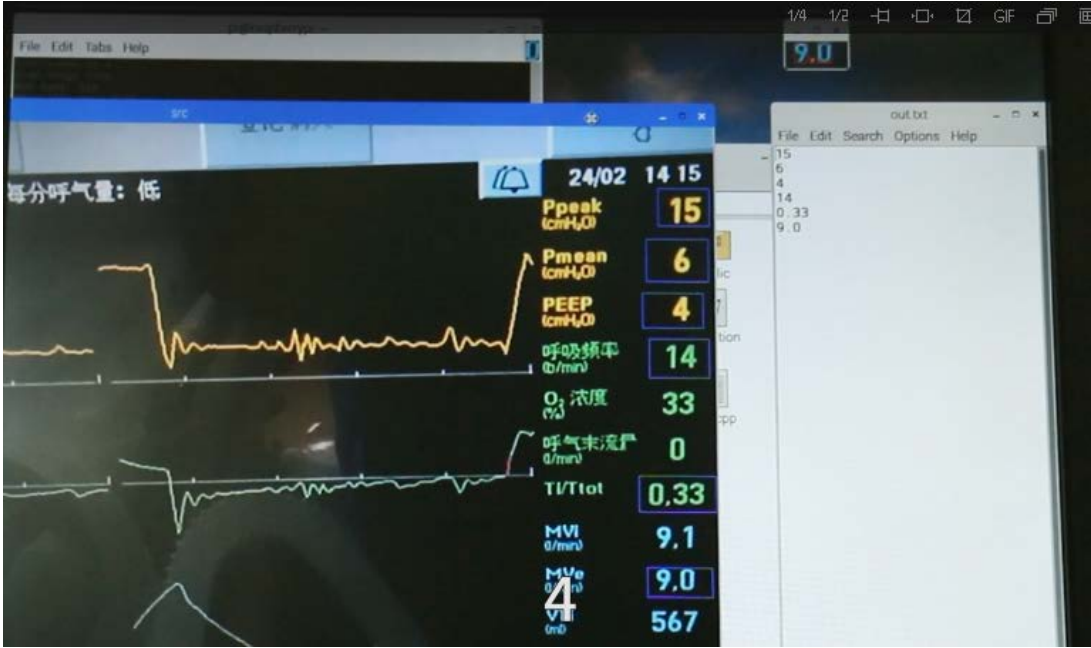 1/4 1/2 GIF
File Edit Tabs Help
9.0
src
out.txt
File Edit Search Options Help
15
6
4
14
0.33
9.0
每分呼气量：低
24/02 14 15
Ppeak 15
(cmH₂O)
Pmean 6
(cmH₂O)
PEEP 4
(cmH₂O)
呼吸频率 14
(b/min)
O₂ 浓度 33
(%)
呼气末流量 0
(l/min)
TI/Ttot 0.33
MVi 9.1
(l/min)
MVe 9.0
(l/min)
567
(ml)
4
lic
tion
cpp